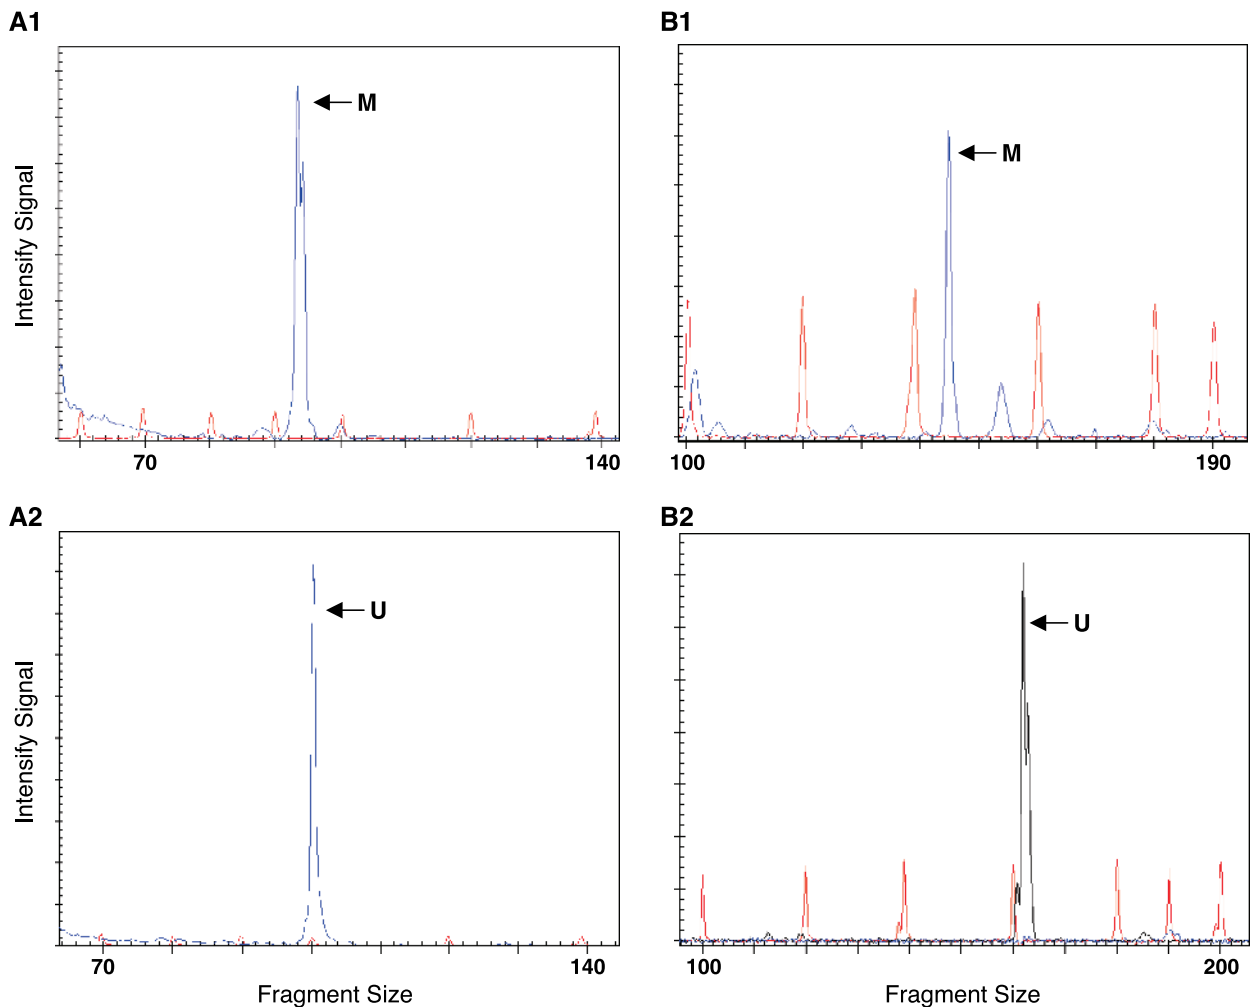 A1
Intensify Signal
M
70
140
B1
M
100
190
A2
Intensify Signal
U
70
140
Fragment Size
B2
U
100
200
Fragment Size